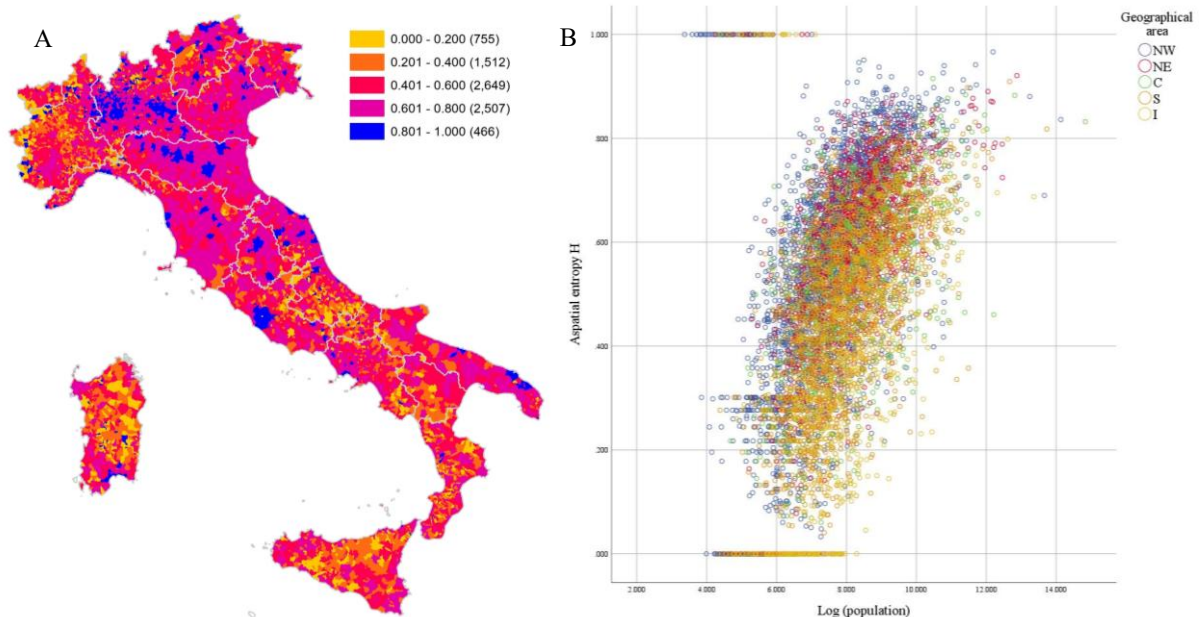 A
0.000 - 0.200 (755)
0.201 - 0.400 (1,512)
0.401 - 0.600 (2,649)
0.601 - 0.800 (2,507)
0.801 - 1.000 (466)
B
Geographical
area
NW
NE
C
S
I
1.000
.800
.600
.400
.200
.000
Aspatial entropy H
2.000 4.000 6.000 8.000 10.000 12.000 14.000
Log (population)